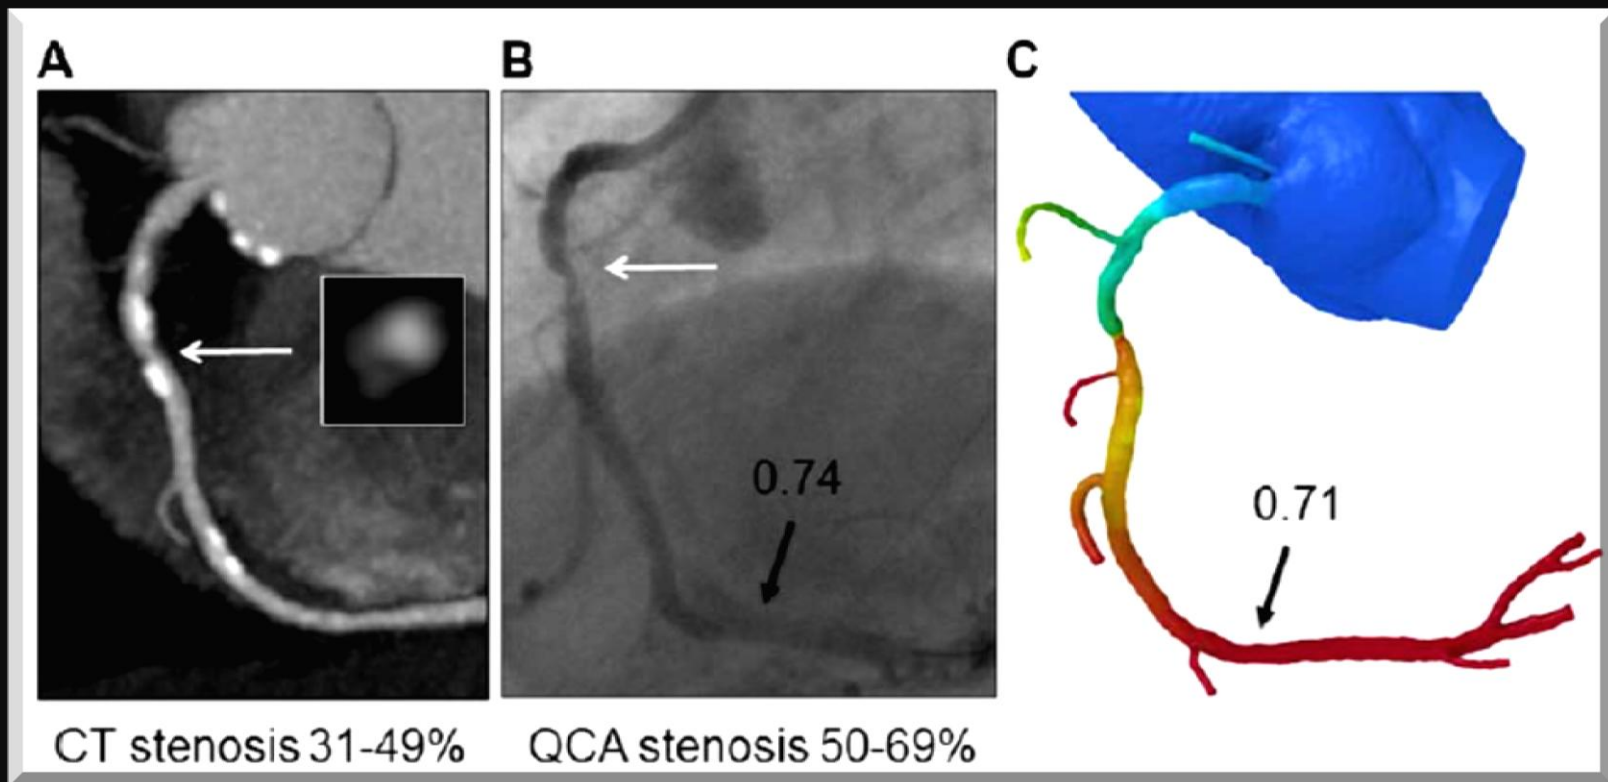 A
B
C
0.74
0.71
CT stenosis 31-49%
QCA stenosis 50-69%